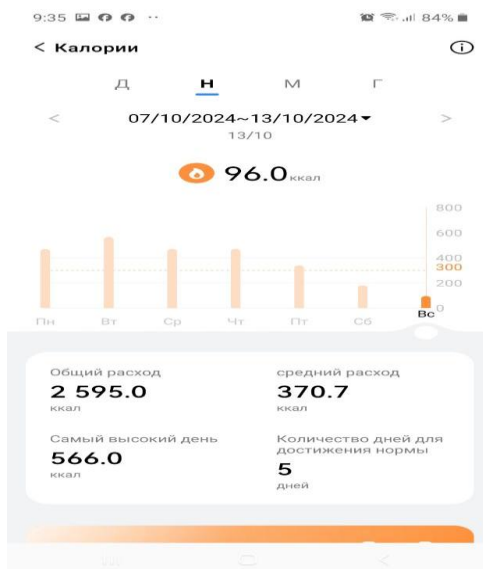 9:35 84%
< Калории
Д Н М Г
< 07/10/2024~13/10/2024 >
13/10
96.0 ккал
800
600
400
300
200
0
Пн Вт Ср Чт Пт Сб Вс
Общий расход
2 595.0
ккал
средний расход
370.7
ккал
Самый высокий день
566.0
ккал
Количество дней для
достижения нормы
5
дней